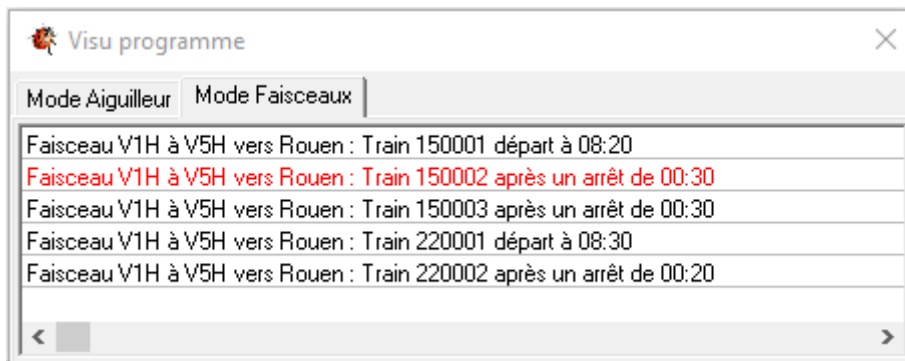 Visu programme
Mode Aiguilleur Mode Faisceaux
Faisceau V1H à V5H vers Rouen : Train 150001 départ à 08:20
Faisceau V1H à V5H vers Rouen : Train 150002 après un arrêt de 00:30
Faisceau V1H à V5H vers Rouen : Train 150003 après un arrêt de 00:30
Faisceau V1H à V5H vers Rouen : Train 220001 départ à 08:30
Faisceau V1H à V5H vers Rouen : Train 220002 après un arrêt de 00:20